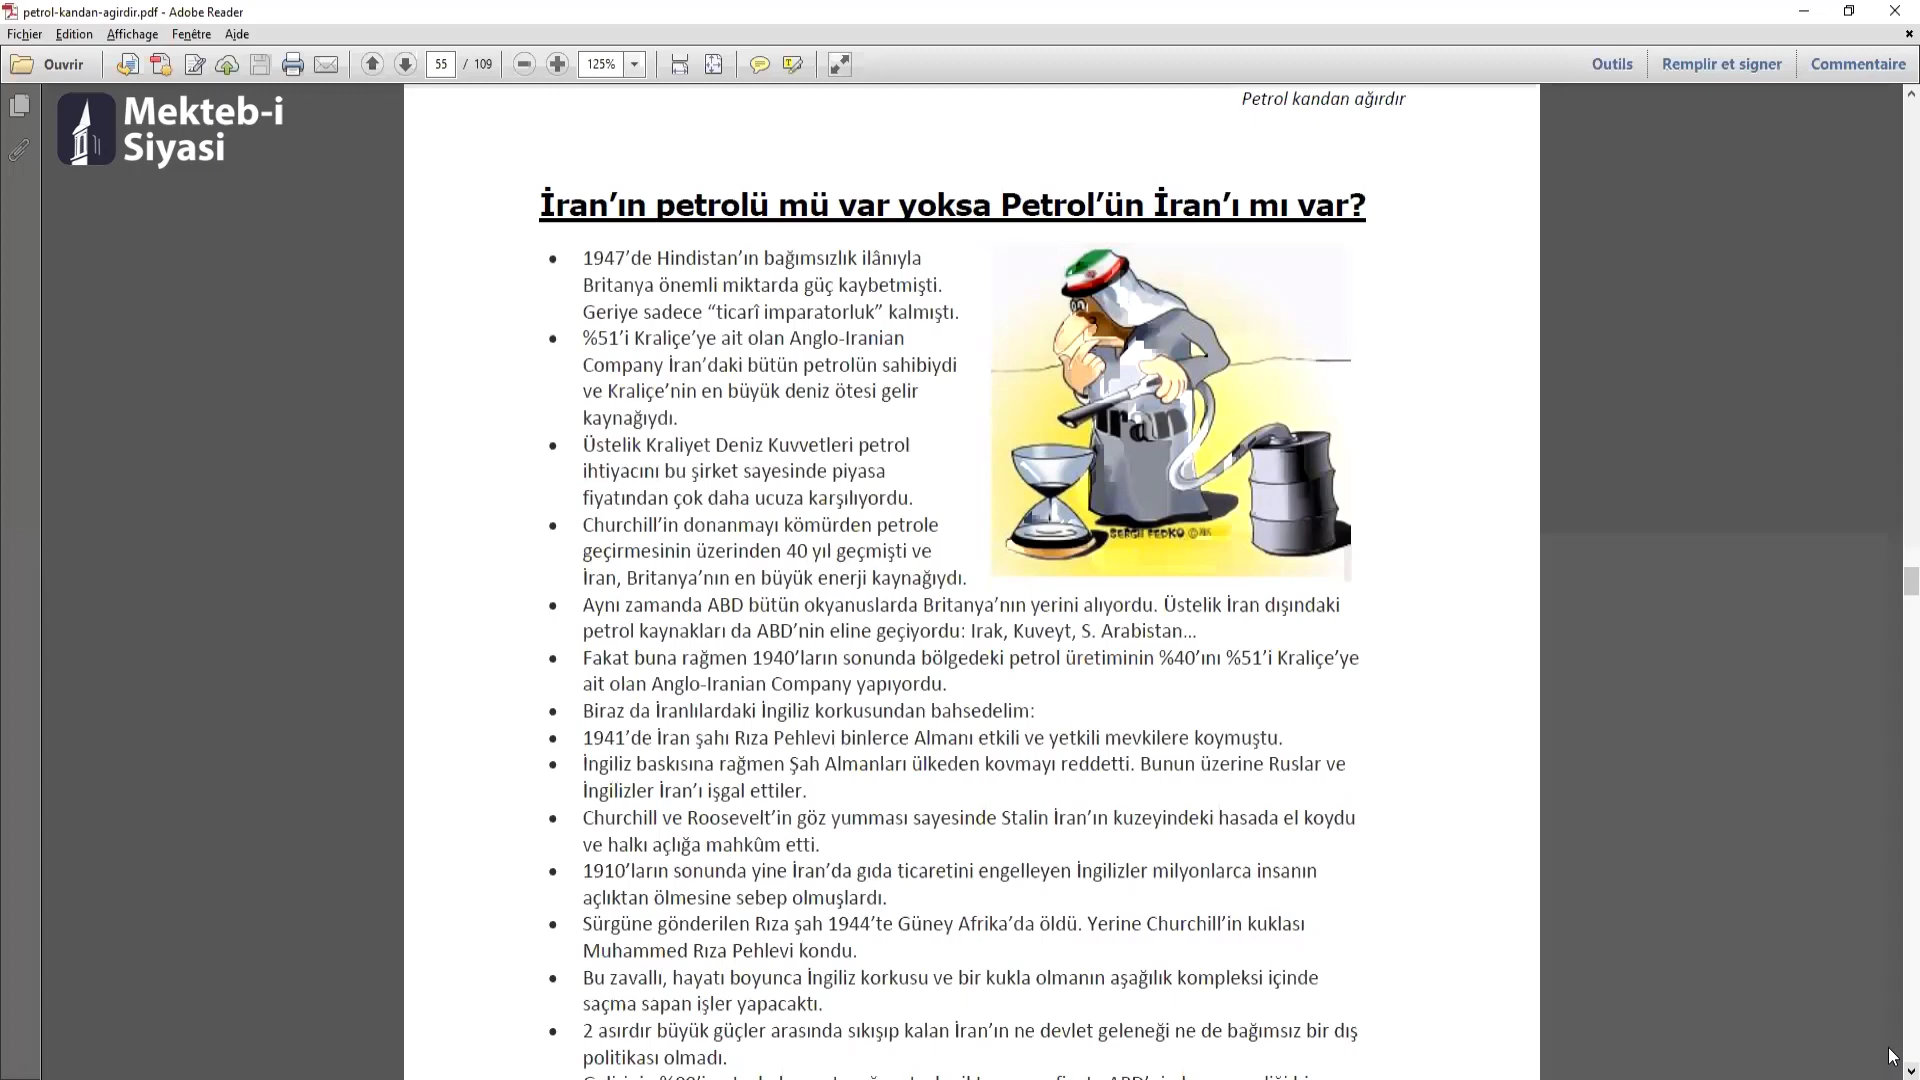 petrol-kandan-agirdir.pdf - Adobe Reader
Fichier Edition Affichage Fenêtre Aide
Ouvrir 55 / 109 125% Outils Remplir et signer Commentaire
Mekteb-i
Siyasi
Petrol kandan ağırdır
İran’ın petrolü mü var yoksa Petrol’ün İran’ı mı var?
• 1947’de Hindistan’ın bağımsızlık ilânıyla
Britanya önemli miktarda güç kaybetmişti.
Geriye sadece “ticarî imparatorluk” kalmıştı.
• %51’i Kraliçe’ye ait olan Anglo-Iranian
Company İran’daki bütün petrolün sahibiydi
ve Kraliçe’nin en büyük deniz ötesi gelir
kaynağıydı.
• Üstelik Kraliyet Deniz Kuvvetleri petrol
ihtiyacını bu şirket sayesinde piyasa
fiyatından çok daha ucuza karşılıyordu.
• Churchill’in donanmayı kömürden petrole
geçirmesinin üzerinden 40 yıl geçmişti ve
İran, Britanya’nın en büyük enerji kaynağıydı.
Iran
SERGII FEDKO ©
• Aynı zamanda ABD bütün okyanuslarda Britanya’nın yerini alıyordu. Üstelik İran dışındaki
petrol kaynakları da ABD’nin eline geçiyordu: Irak, Kuveyt, S. Arabistan…
• Fakat buna rağmen 1940’ların sonunda bölgedeki petrol üretiminin %40’ını %51’i Kraliçe’ye
ait olan Anglo-Iranian Company yapıyordu.
• Biraz da İranlılardaki İngiliz korkusundan bahsedelim:
• 1941’de İran şahı Rıza Pehlevi binlerce Almanı etkili ve yetkili mevkilere koymuştu.
• İngiliz baskısına rağmen Şah Almanları ülkeden kovmayı reddetti. Bunun üzerine Ruslar ve
İngilizler İran’ı işgal ettiler.
• Churchill ve Roosevelt’in göz yumması sayesinde Stalin İran’ın kuzeyindeki hasada el koydu
ve halkı açlığa mahkûm etti.
• 1910’ların sonunda yine İran’da gıda ticaretini engelleyen İngilizler milyonlarca insanın
açlıktan ölmesine sebep olmuşlardı.
• Sürgüne gönderilen Rıza şah 1944’te Güney Afrika’da öldü. Yerine Churchill’in kuklası
Muhammed Rıza Pehlevi kondu.
• Bu zavallı, hayatı boyunca İngiliz korkusu ve bir kukla olmanın aşağılık kompleksi içinde
saçma sapan işler yapacaktı.
• 2 asırdır büyük güçler arasında sıkışıp kalan İran’ın ne devlet geleneği ne de bağımsız bir dış
politikası olmadı.